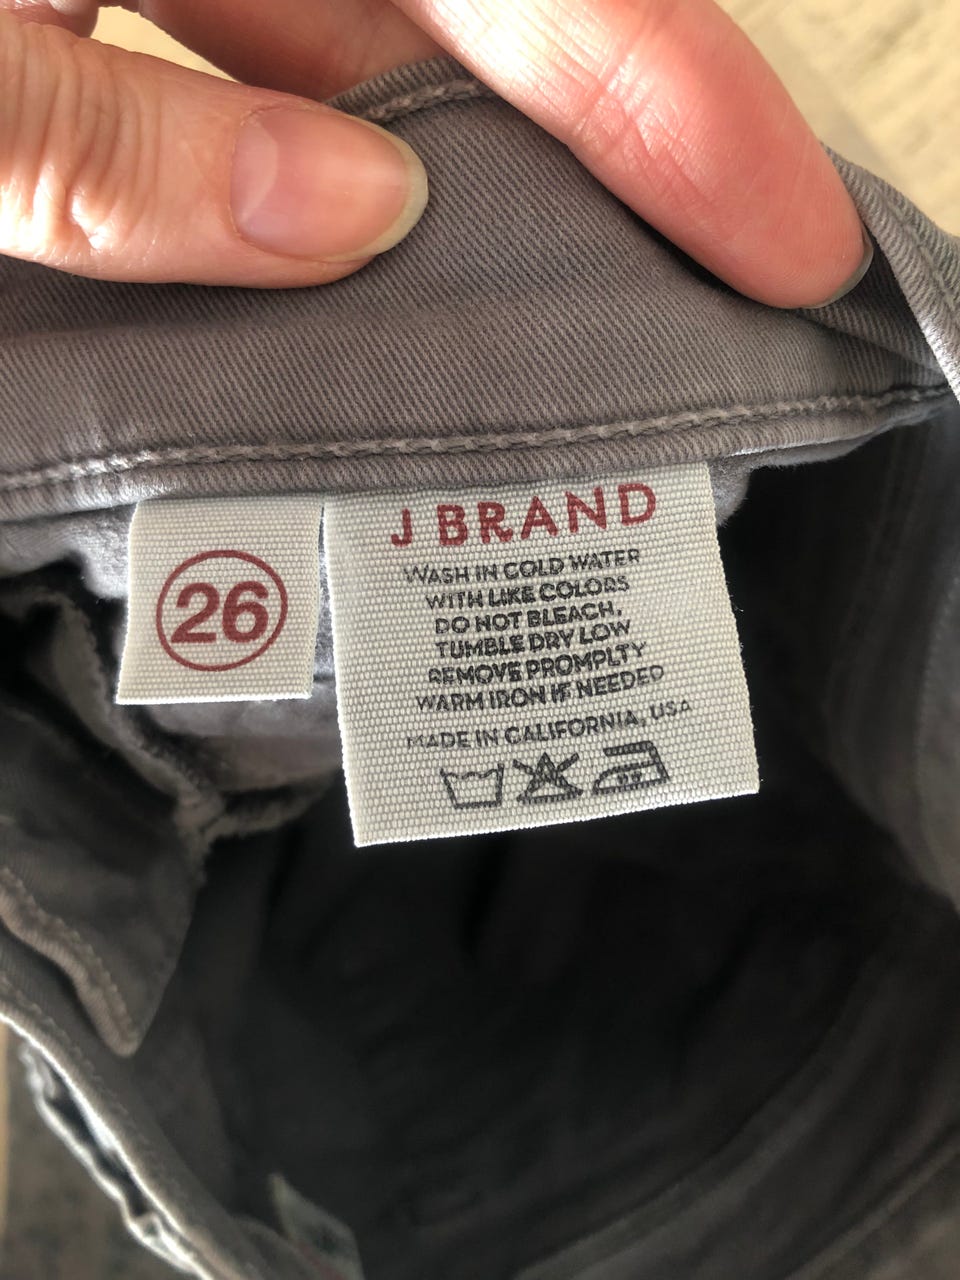 26
J BRAND
WASH IN COLD WATER
WITH LIKE COLORS
DO NOT BLEACH.
TUMBLE DRY LOW
REMOVE PROMPLTY
WARM IRON IF NEEDED
MADE IN CALIFORNIA, USA